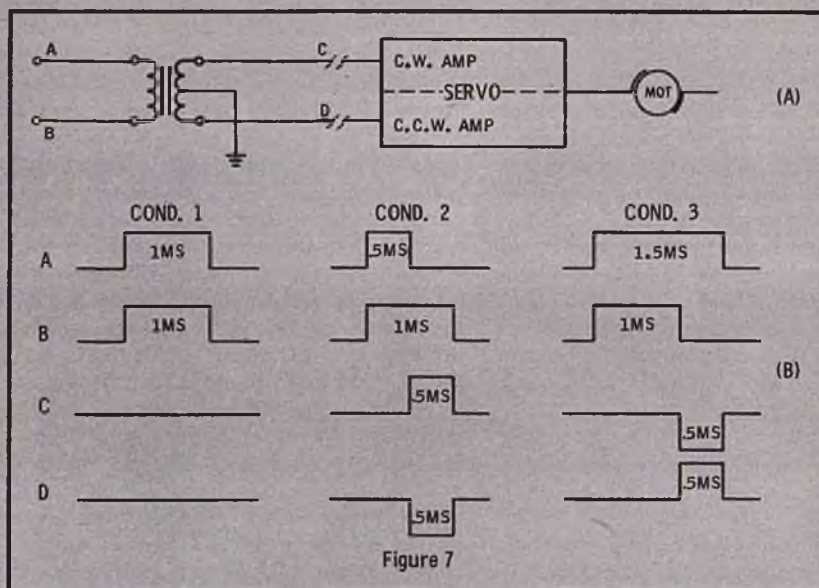 A
B
C
D
C.W. AMP
SERVO
C.C.W. AMP
MOT
(A)
COND. 1 COND. 2 COND. 3
A 1MS .5MS 1.5MS
B 1MS 1MS 1MS
(B)
C .5MS .5MS
D .5MS .5MS
Figure 7